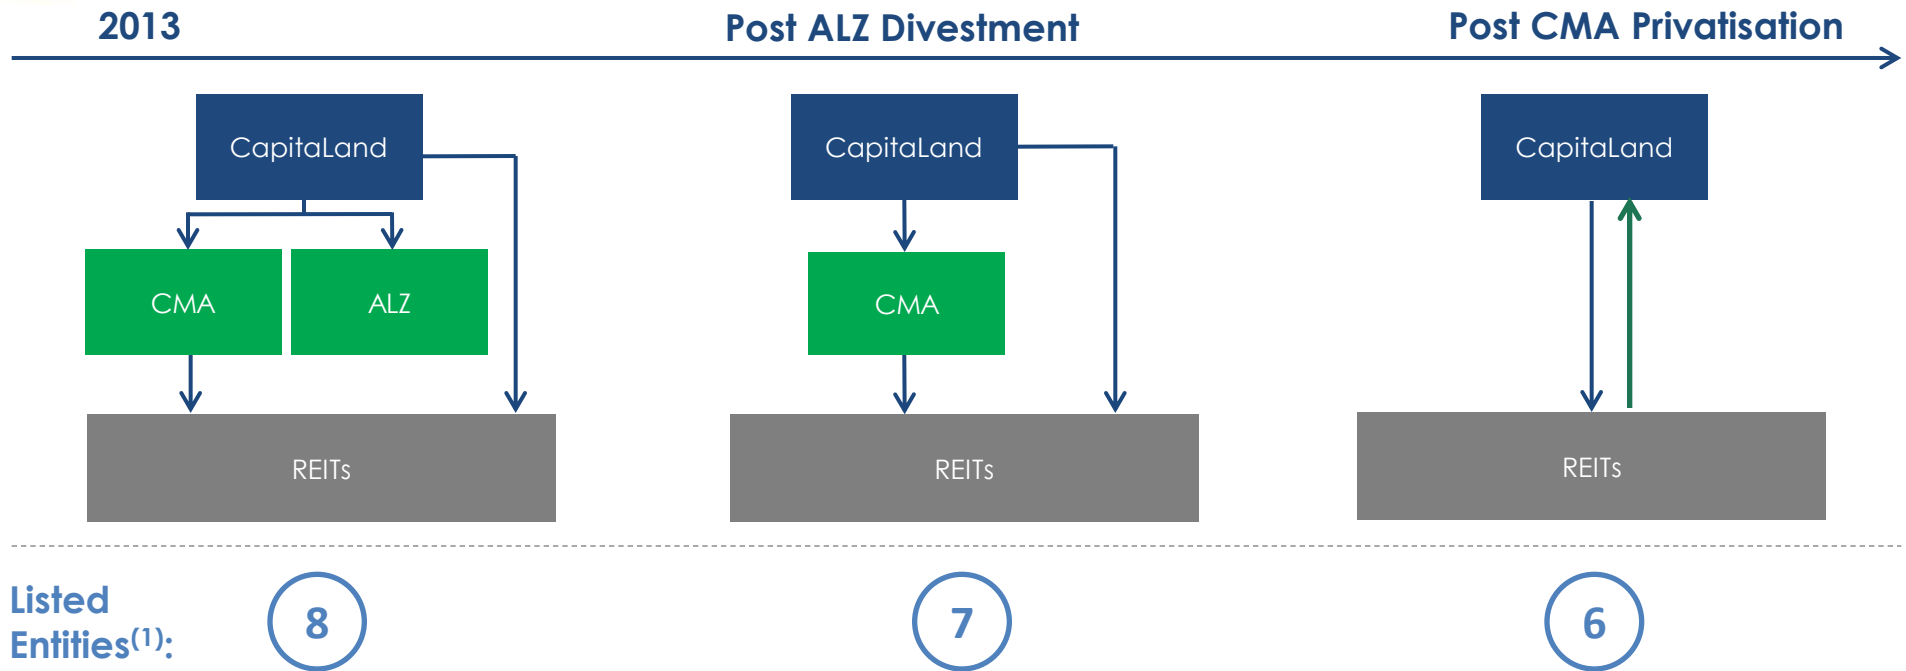 2013
Post ALZ Divestment
Post CMA Privatisation
CapitaLand
CapitaLand
CapitaLand
CMA
ALZ
CMA
REITs
REITs
REITs
Listed
Entities(1):
8
7
6